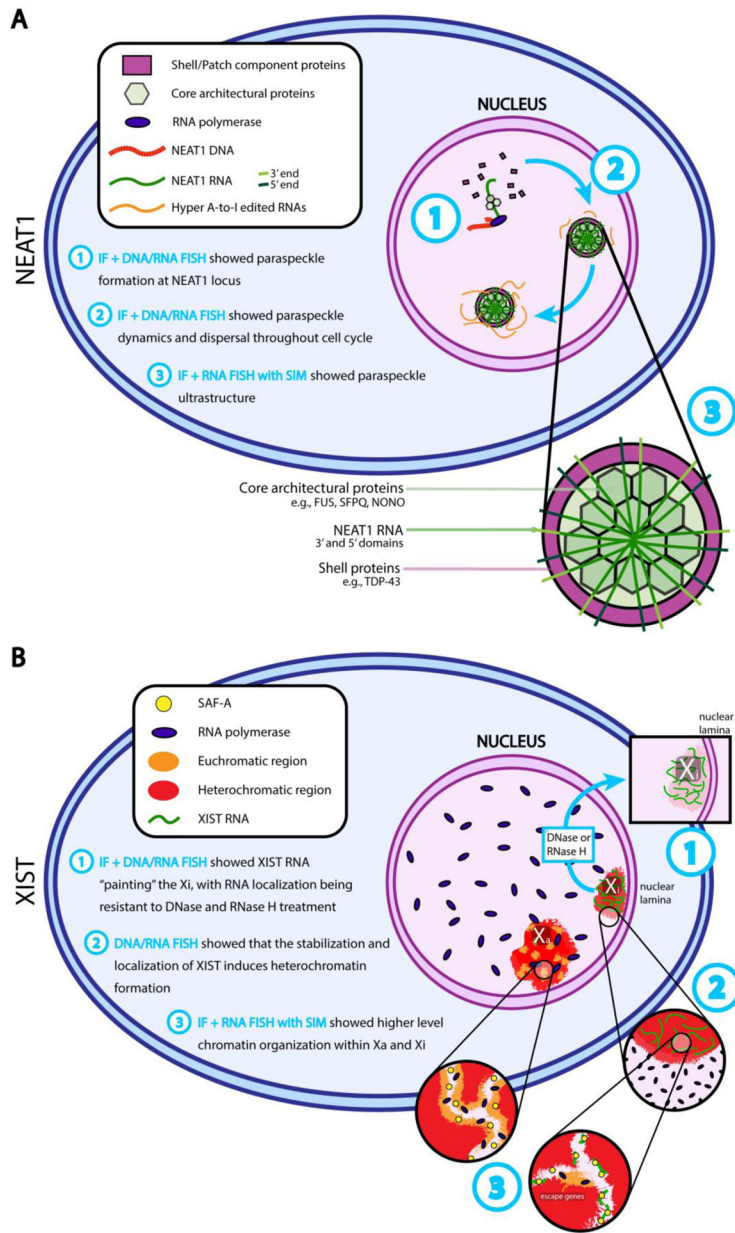 A
NEAT1
Shell/Patch component proteins
Core architectural proteins
RNA polymerase
NEAT1 DNA
NEAT1 RNA
3' end
5' end
Hyper A-to-I edited RNAs
NUCLEUS
1
2
1 IF + DNA/RNA FISH showed paraspeckle
formation at NEAT1 locus
2 IF + DNA/RNA FISH showed paraspeckle
dynamics and dispersal throughout cell cycle
3 IF + RNA FISH with SIM showed paraspeckle
ultrastructure
3
Core architectural proteins
e.g., FUS, SFPQ, NONO
NEAT1 RNA
3' and 5' domains
Shell proteins
e.g., TDP-43
B
XIST
SAF-A
RNA polymerase
Euchromatic region
Heterochromatic region
XIST RNA
NUCLEUS
nuclear
lamina
Xi
1
DNase or
RNase H
Xi
nuclear
lamina
Xa
1 IF + DNA/RNA FISH showed XIST RNA
“painting” the Xi, with RNA localization being
resistant to DNase and RNase H treatment
2 DNA/RNA FISH showed that the stabilization and
localization of XIST induces heterochromatin
formation
3 IF + RNA FISH with SIM showed higher level
chromatin organization within Xa and Xi
2
3
escape genes